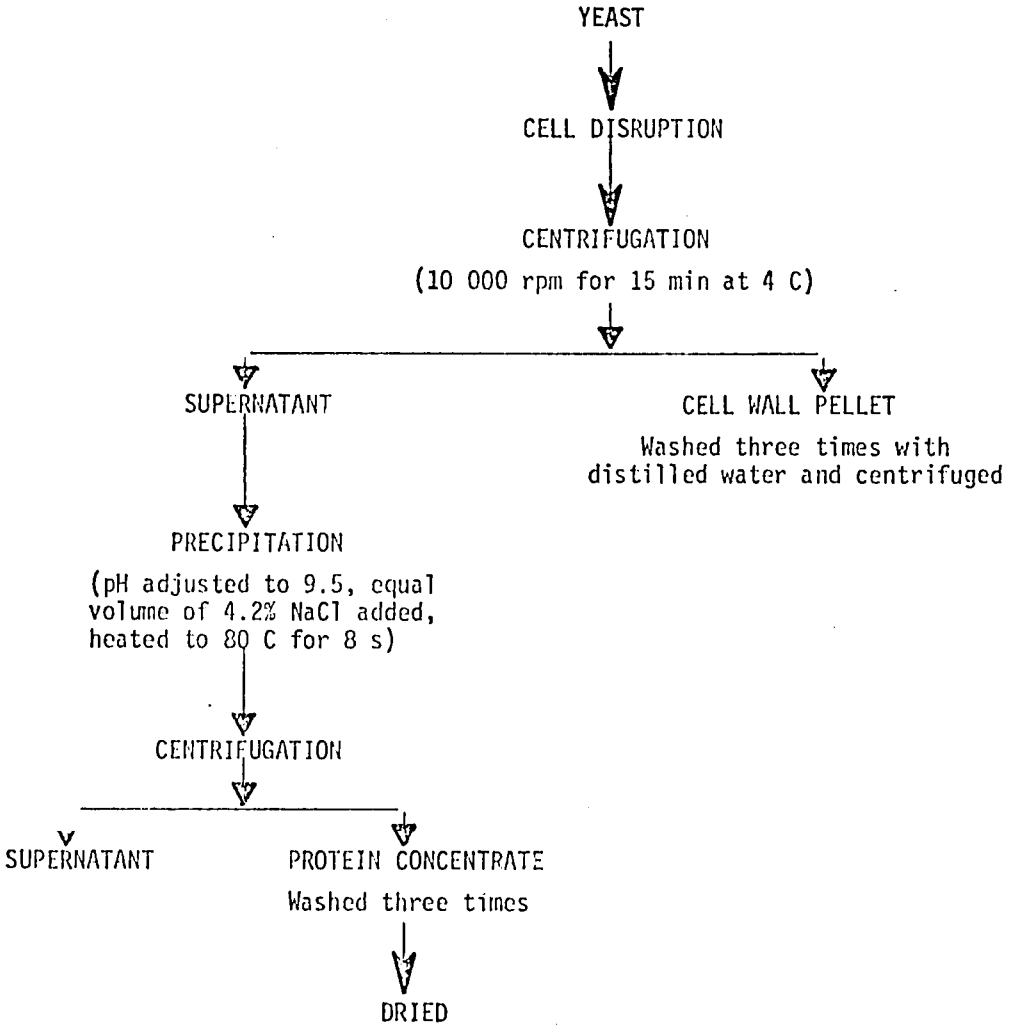 YEAST
CELL DISRUPTION
CENTRIFUGATION
(10 000 rpm for 15 min at 4 C)
SUPERNATANT
CELL WALL PELLET
Washed three times with
distilled water and centrifuged
PRECIPITATION
(pH adjusted to 9.5, equal
volume of 4.2% NaCl added,
heated to 80 C for 8 s)
CENTRIFUGATION
SUPERNATANT
PROTEIN CONCENTRATE
Washed three times
DRIED